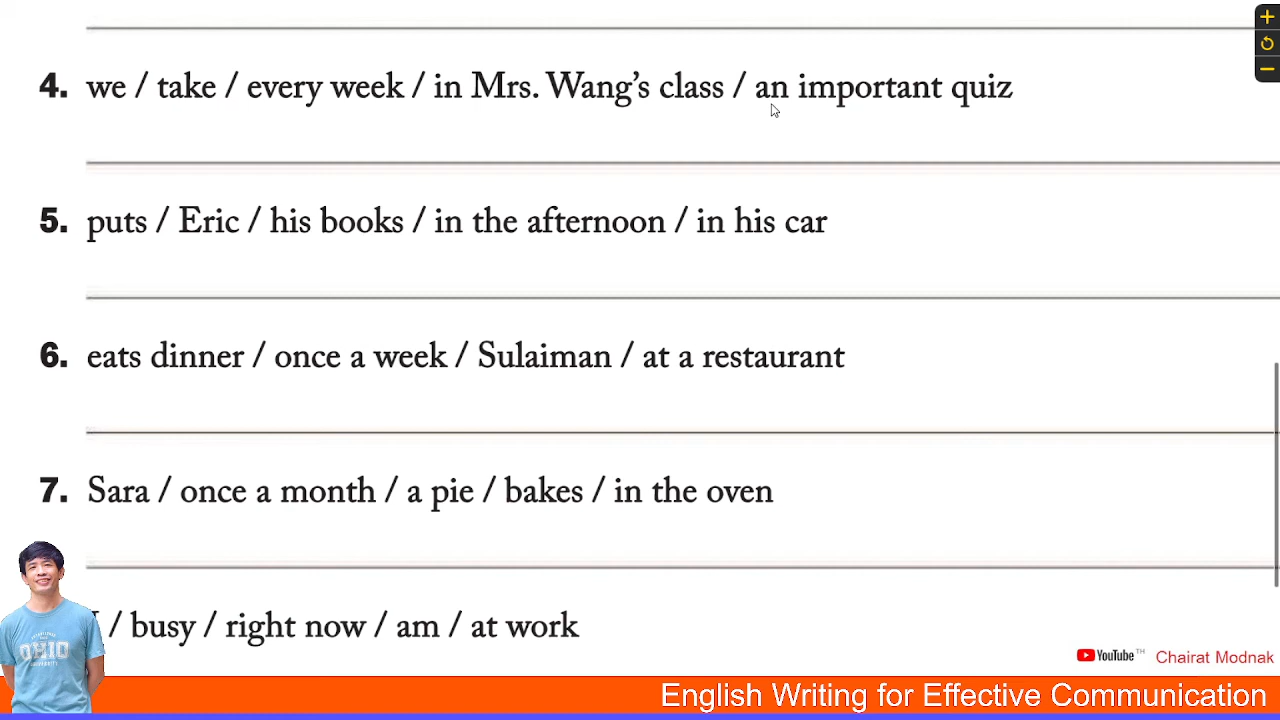 4. we / take / every week / in Mrs. Wang's class / an important quiz
5. puts / Eric / his books / in the afternoon / in his car
6. eats dinner / once a week / Sulaiman / at a restaurant
7. Sara / once a month / a pie / bakes / in the oven
/ busy / right now / am / at work
OHIO
YouTube TH Chairat Modnak
English Writing for Effective Communication